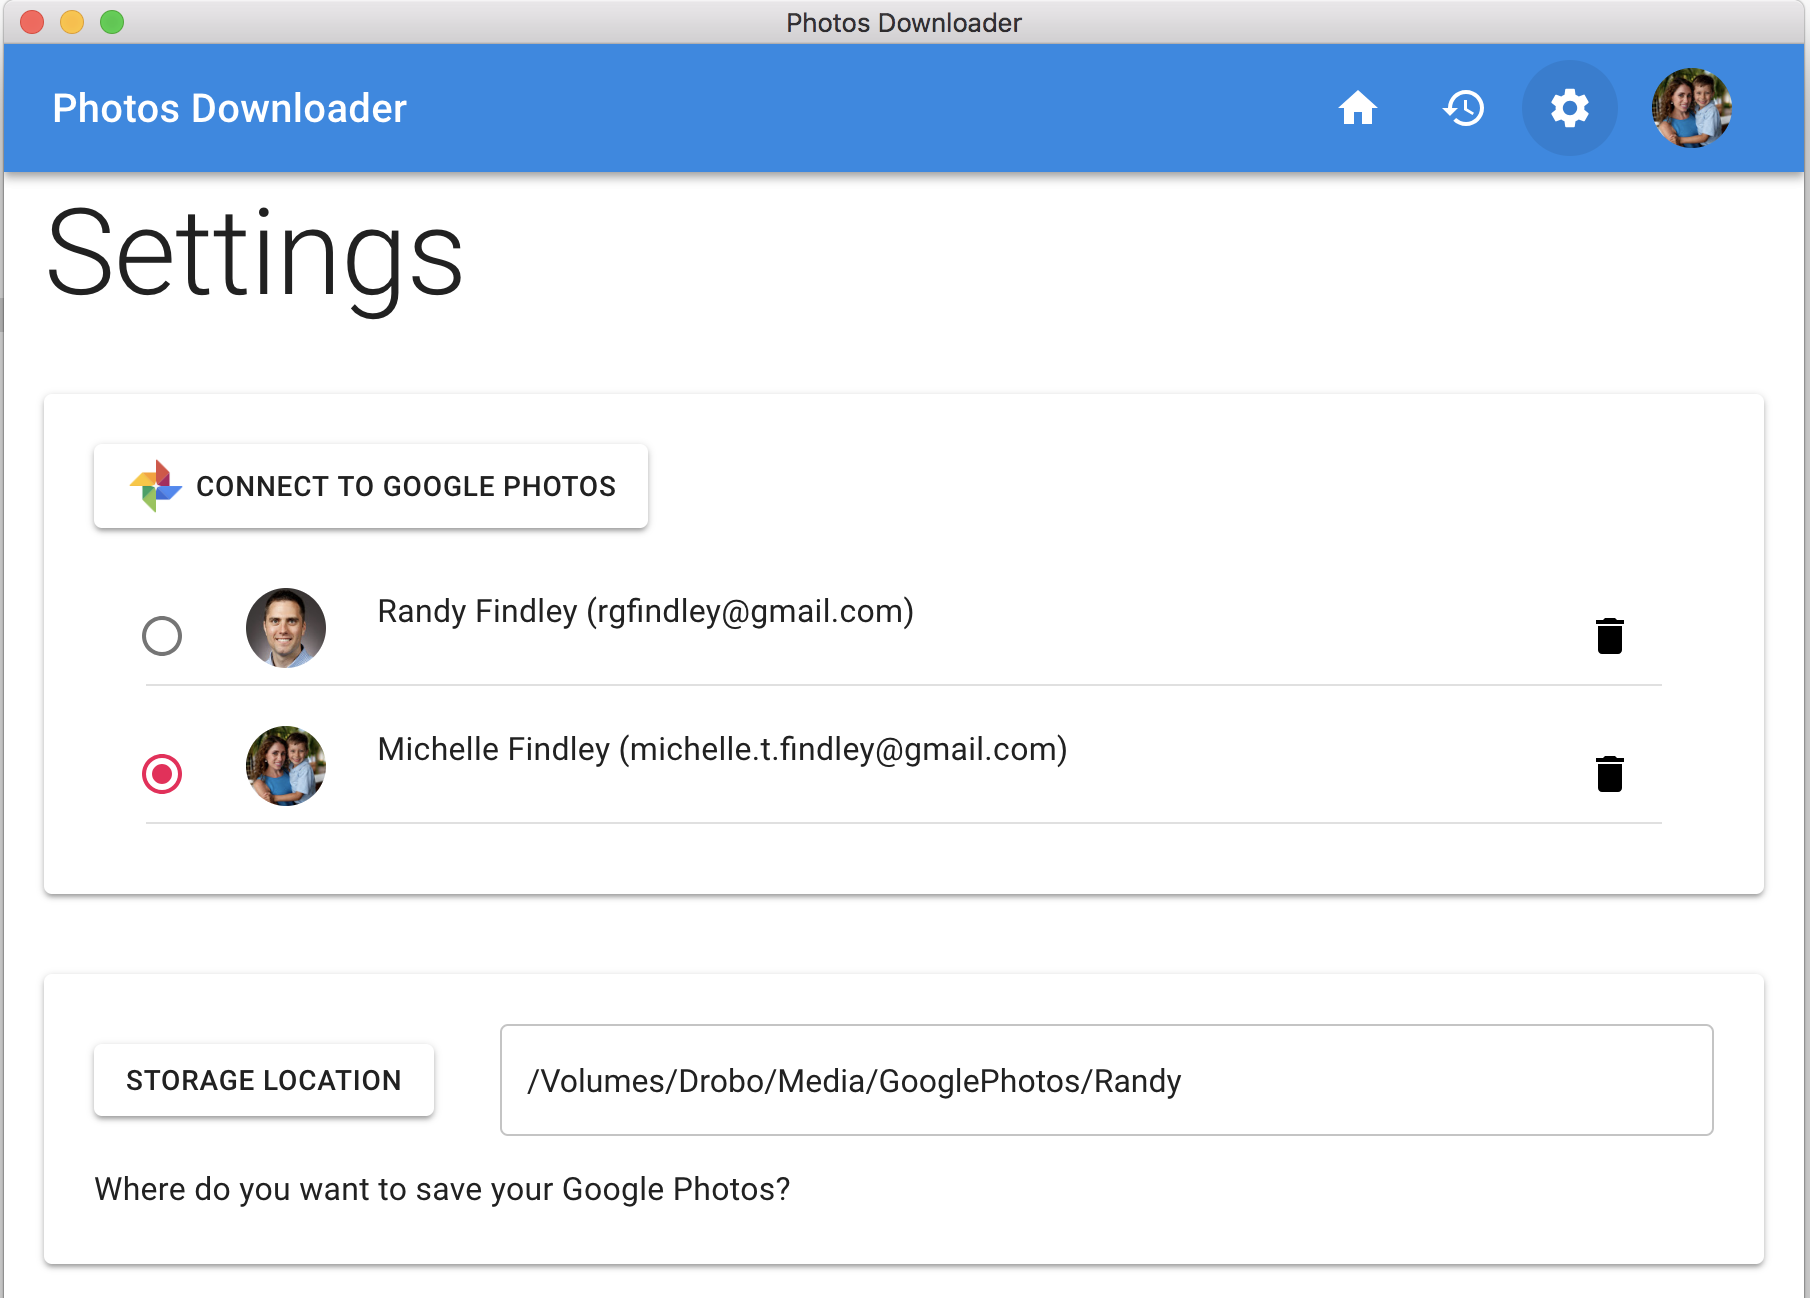 Photos Downloader
Photos Downloader
Settings
CONNECT TO GOOGLE PHOTOS
Randy Findley (rgfindley@gmail.com)
Michelle Findley (michelle.t.findley@gmail.com)
STORAGE LOCATION
/Volumes/Drobo/Media/GooglePhotos/Randy
Where do you want to save your Google Photos?